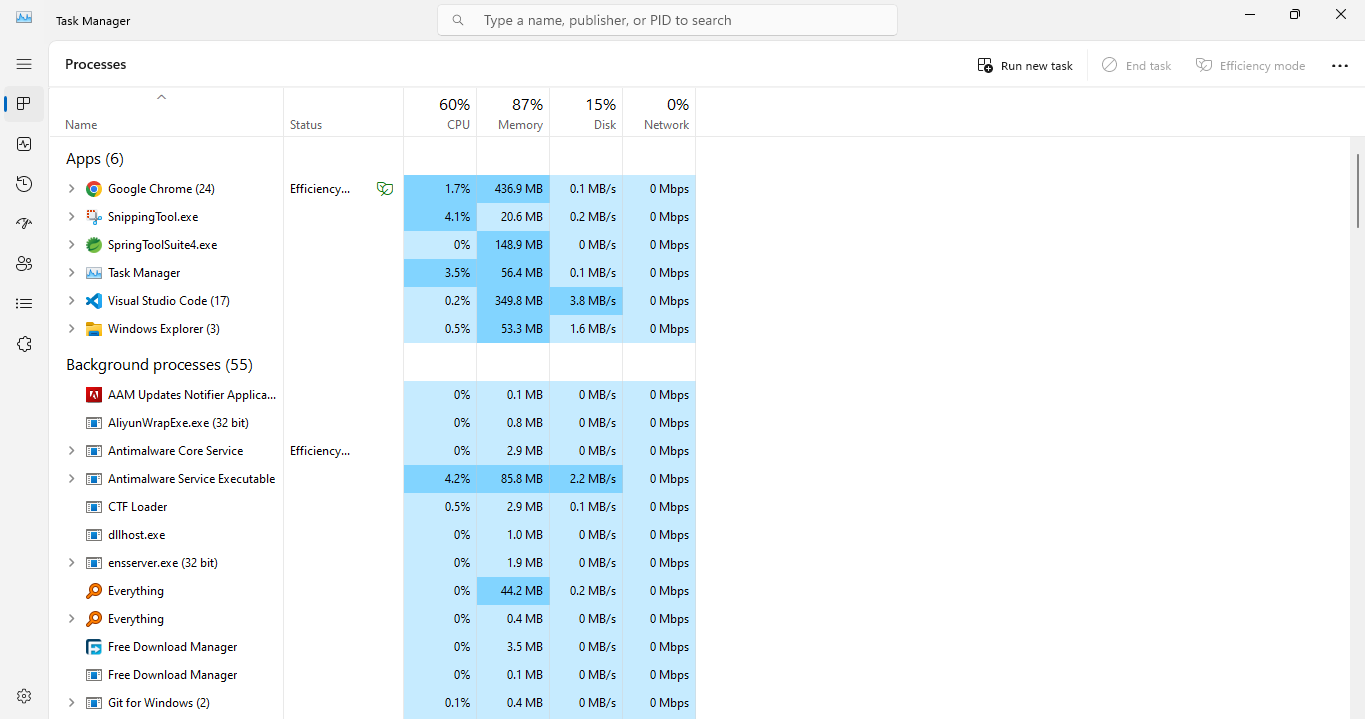 Task Manager
Type a name, publisher, or PID to search
Processes
Run new task
End task
Efficiency mode
60% 87% 15% 0%
Name Status CPU Memory Disk Network
Apps (6)
Google Chrome (24) Efficiency... 1.7% 436.9 MB 0.1 MB/s 0 Mbps
SnippingTool.exe 4.1% 20.6 MB 0.2 MB/s 0 Mbps
SpringToolSuite4.exe 0% 148.9 MB 0 MB/s 0 Mbps
Task Manager 3.5% 56.4 MB 0.1 MB/s 0 Mbps
Visual Studio Code (17) 0.2% 349.8 MB 3.8 MB/s 0 Mbps
Windows Explorer (3) 0.5% 53.3 MB 1.6 MB/s 0 Mbps
Background processes (55)
AAM Updates Notifier Applica... 0% 0.1 MB 0 MB/s 0 Mbps
AliyunWrapExe.exe (32 bit) 0% 0.8 MB 0 MB/s 0 Mbps
Antimalware Core Service Efficiency... 0% 2.9 MB 0 MB/s 0 Mbps
Antimalware Service Executable 4.2% 85.8 MB 2.2 MB/s 0 Mbps
CTF Loader 0.5% 2.9 MB 0.1 MB/s 0 Mbps
dllhost.exe 0% 1.0 MB 0 MB/s 0 Mbps
ensserver.exe (32 bit) 0% 1.9 MB 0 MB/s 0 Mbps
Everything 0% 44.2 MB 0.2 MB/s 0 Mbps
Everything 0% 0.4 MB 0 MB/s 0 Mbps
Free Download Manager 0% 3.5 MB 0 MB/s 0 Mbps
Free Download Manager 0% 0.1 MB 0 MB/s 0 Mbps
Git for Windows (2) 0.1% 0.4 MB 0 MB/s 0 Mbps